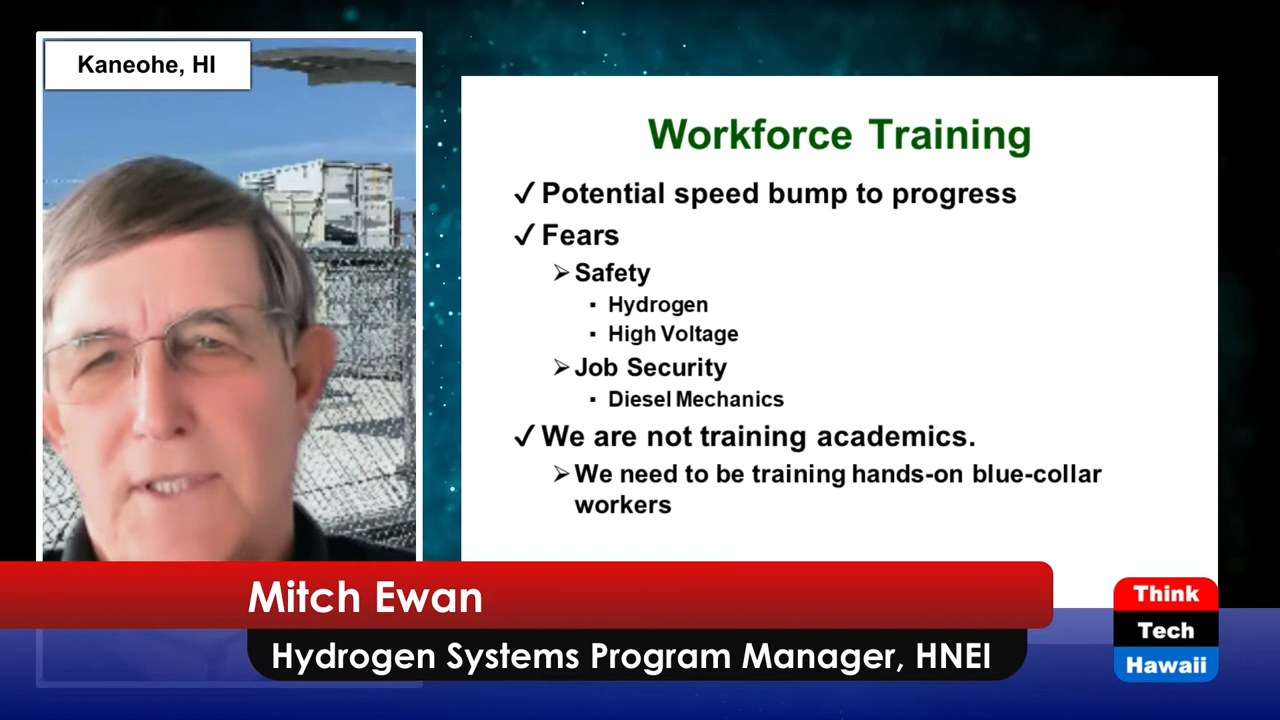 Kaneohe, HI
Workforce Training
✓ Potential speed bump to progress
✓ Fears
➢ Safety
▪ Hydrogen
▪ High Voltage
➢ Job Security
▪ Diesel Mechanics
✓ We are not training academics.
➢ We need to be training hands-on blue-collar
workers
Mitch Ewan
Hydrogen Systems Program Manager, HNEI
Think
Tech
Hawaii